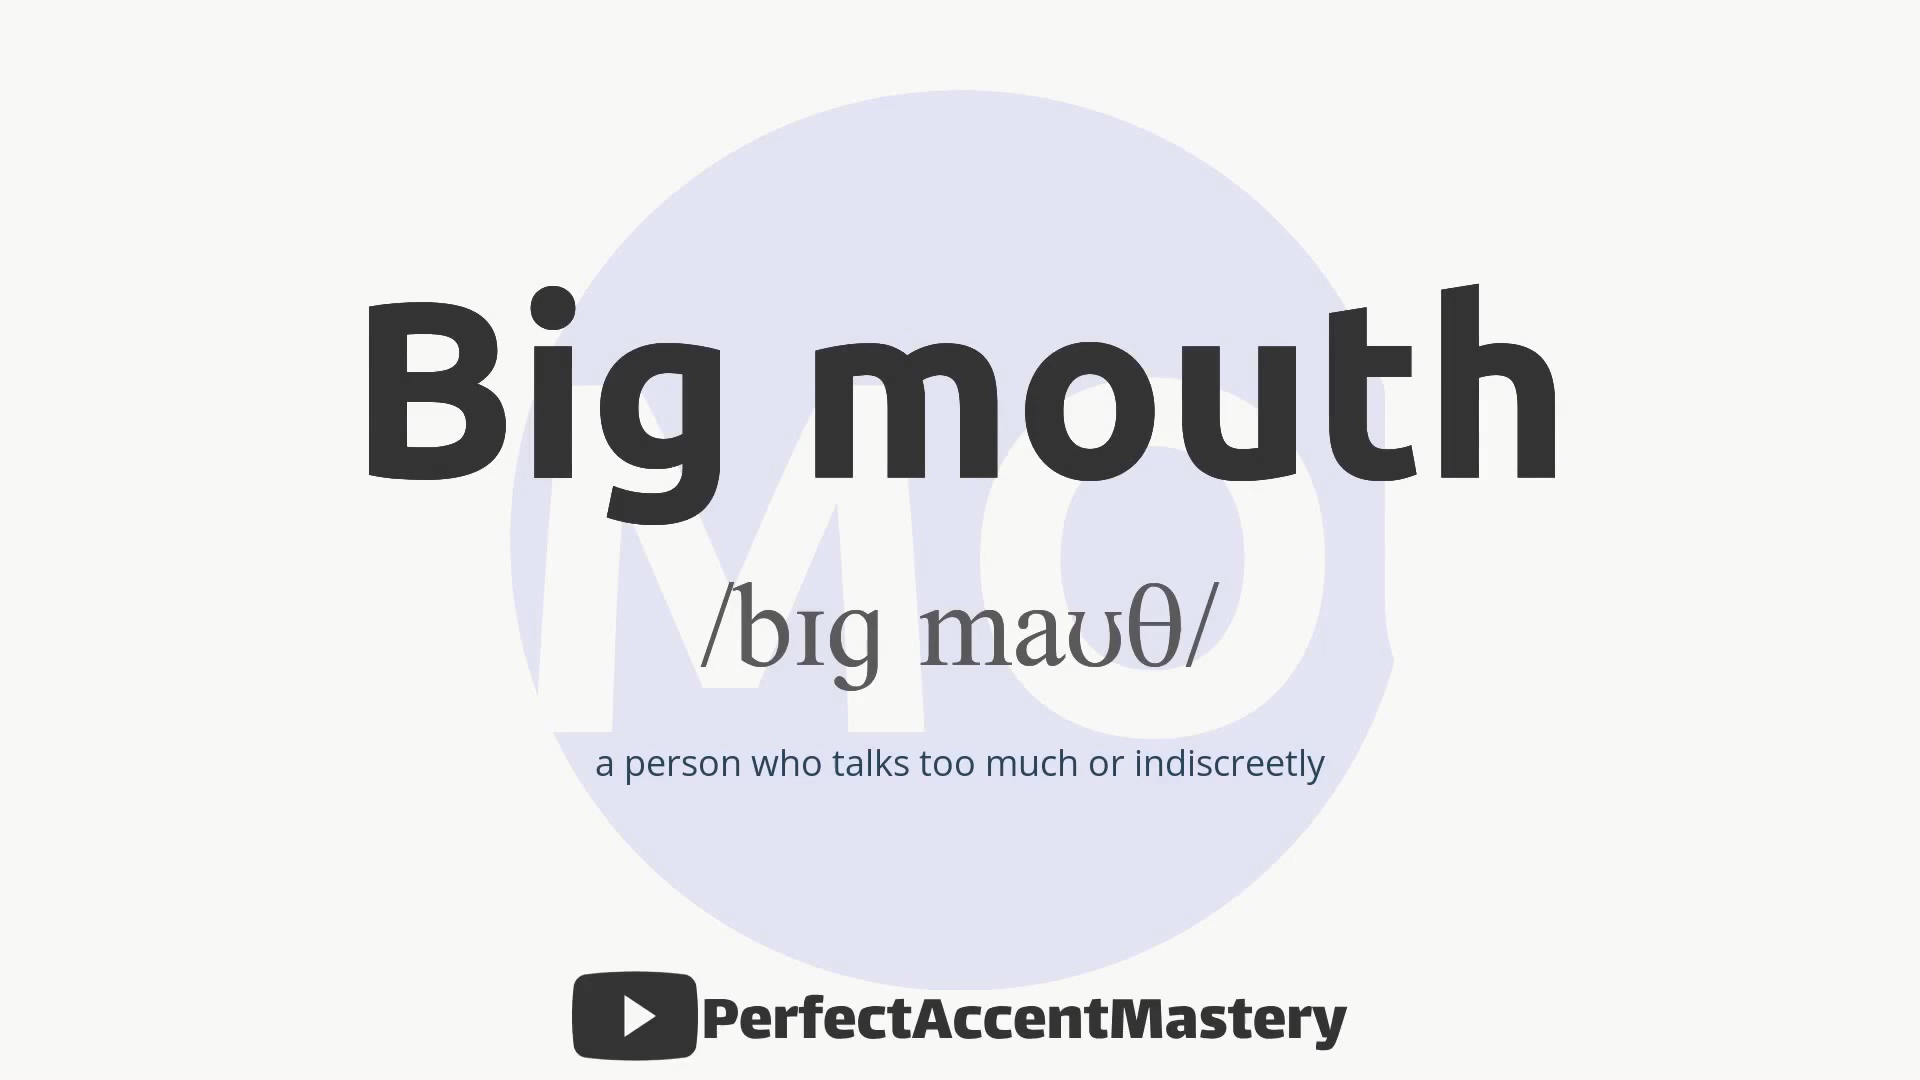 Big mouth
/bɪg maʊθ/
a person who talks too much or indiscreetly
PerfectAccentMastery